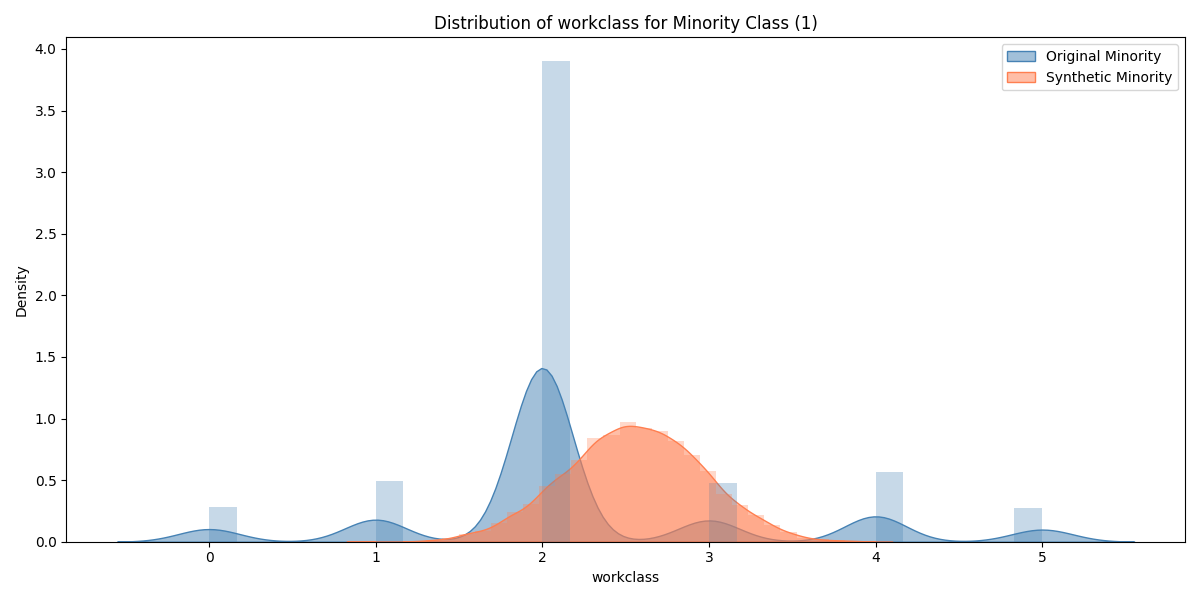 Distribution of workclass for Minority Class (1)
Original Minority
Synthetic Minority
Density
4.0
3.5
3.0
2.5
2.0
1.5
1.0
0.5
0.0
0 1 2 3 4 5
workclass